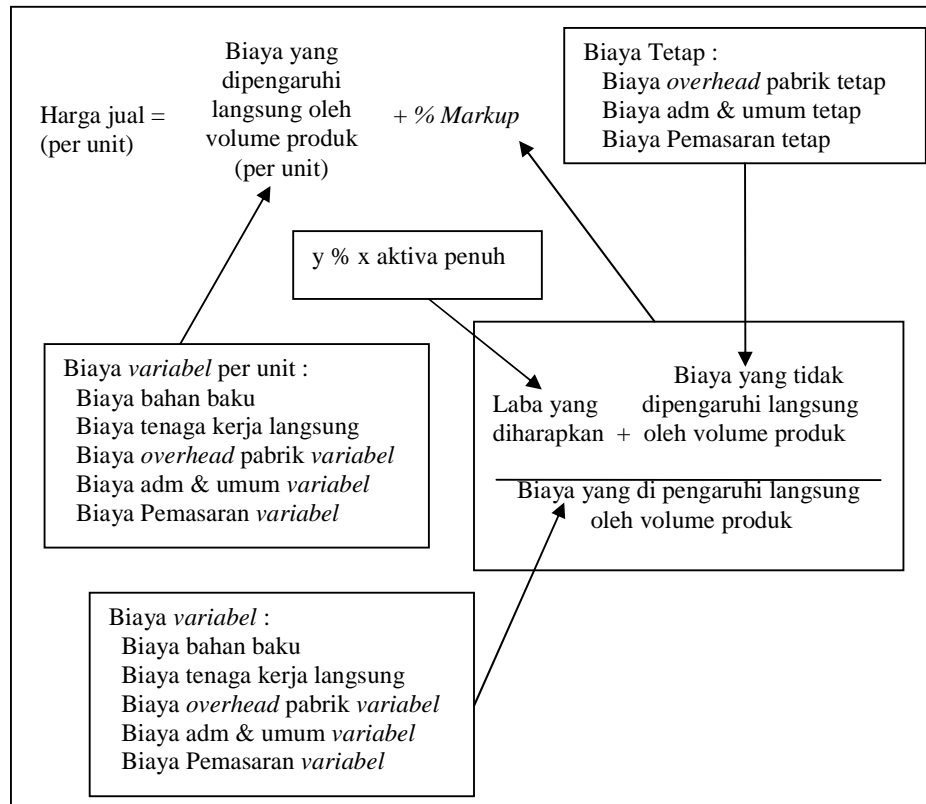 Biaya yang
dipengaruhi
langsung oleh
volume produk
(per unit)
Harga jual =
(per unit)
+ % Markup
Biaya Tetap :
Biaya overhead pabrik tetap
Biaya adm & umum tetap
Biaya Pemasaran tetap
y % x aktiva penuh
Biaya variabel per unit :
Biaya bahan baku
Biaya tenaga kerja langsung
Biaya overhead pabrik variabel
Biaya adm & umum variabel
Biaya Pemasaran variabel
Biaya yang tidak
Laba yang dipengaruhi langsung
diharapkan + oleh volume produk
Biaya yang di pengaruhi langsung
oleh volume produk
Biaya variabel :
Biaya bahan baku
Biaya tenaga kerja langsung
Biaya overhead pabrik variabel
Biaya adm & umum variabel
Biaya Pemasaran variabel